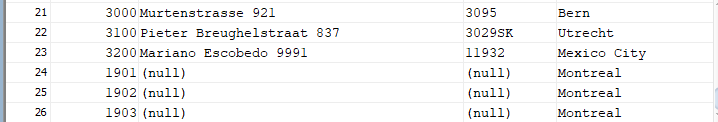 21 3000 Murtenstrasse 921 3095 Bern
22 3100 Pieter Breughelstraat 837 3029SK Utrecht
23 3200 Mariano Escobedo 9991 11932 Mexico City
24 1901 (null) (null) Montreal
25 1902 (null) (null) Montreal
26 1903 (null) (null) Montreal